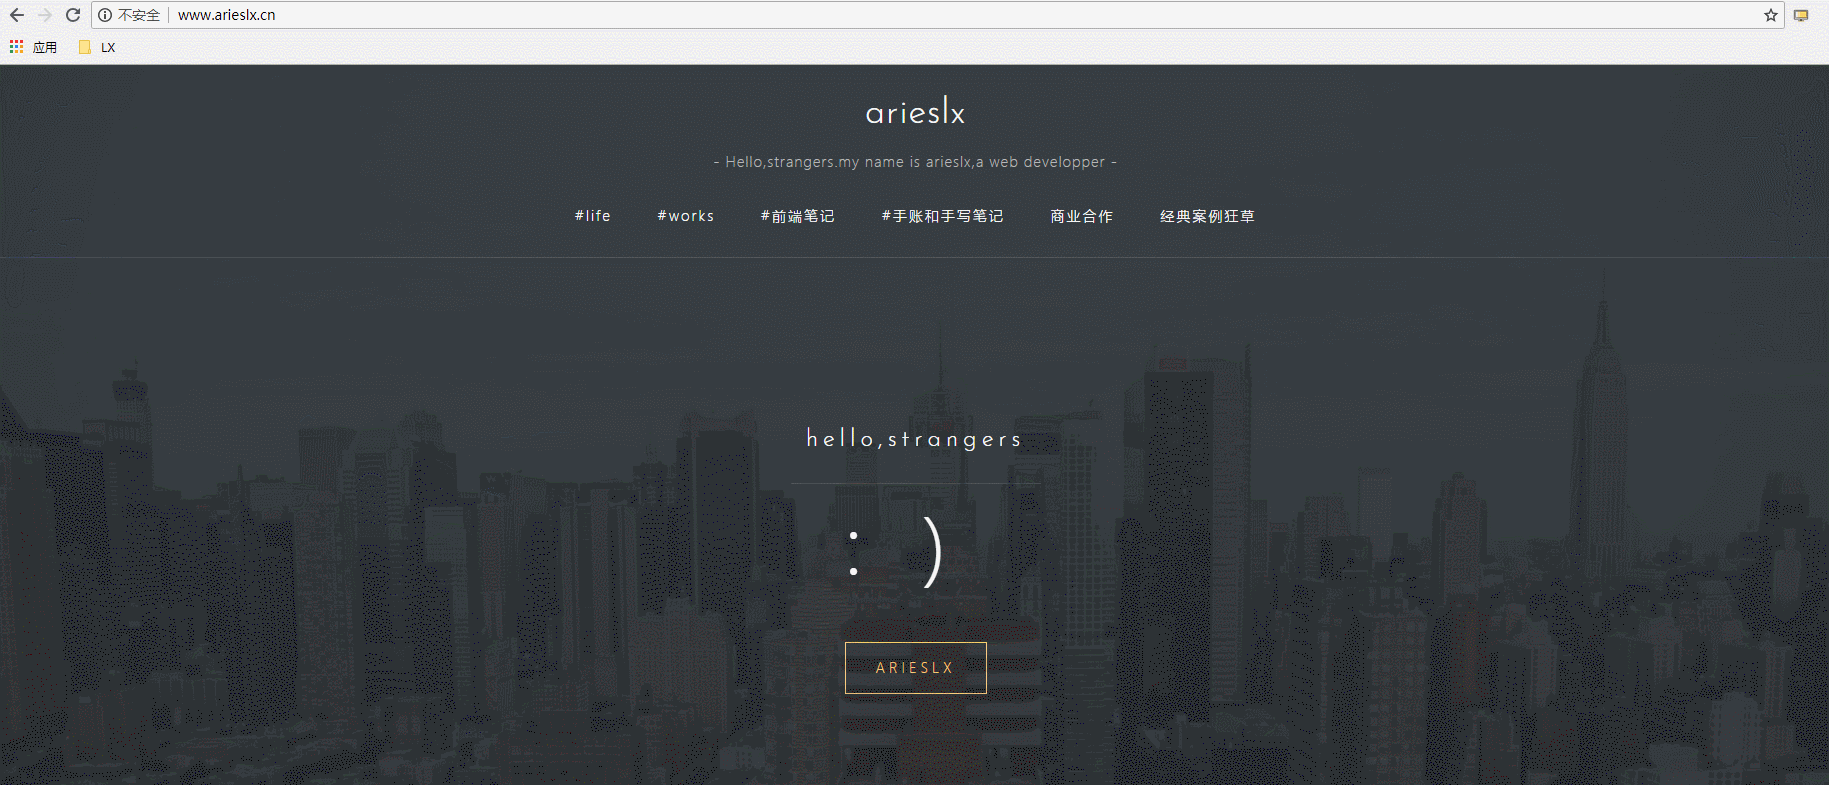 不安全 www.arieslx.cn
应用 LX
arieslx
- Hello,strangers.my name is arieslx,a web developper -
#life #works #前端笔记 #手账和手写笔记 商业合作 经典案例狂草
hello,strangers
: )
ARIESLX